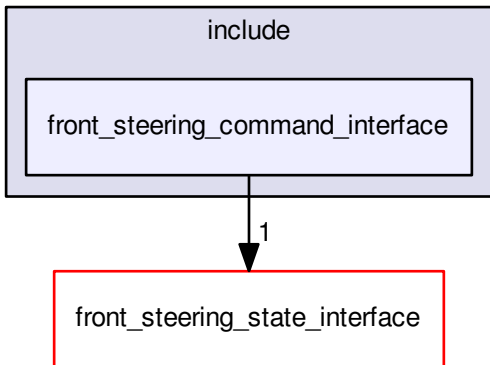 include
front_steering_command_interface
1
front_steering_state_interface